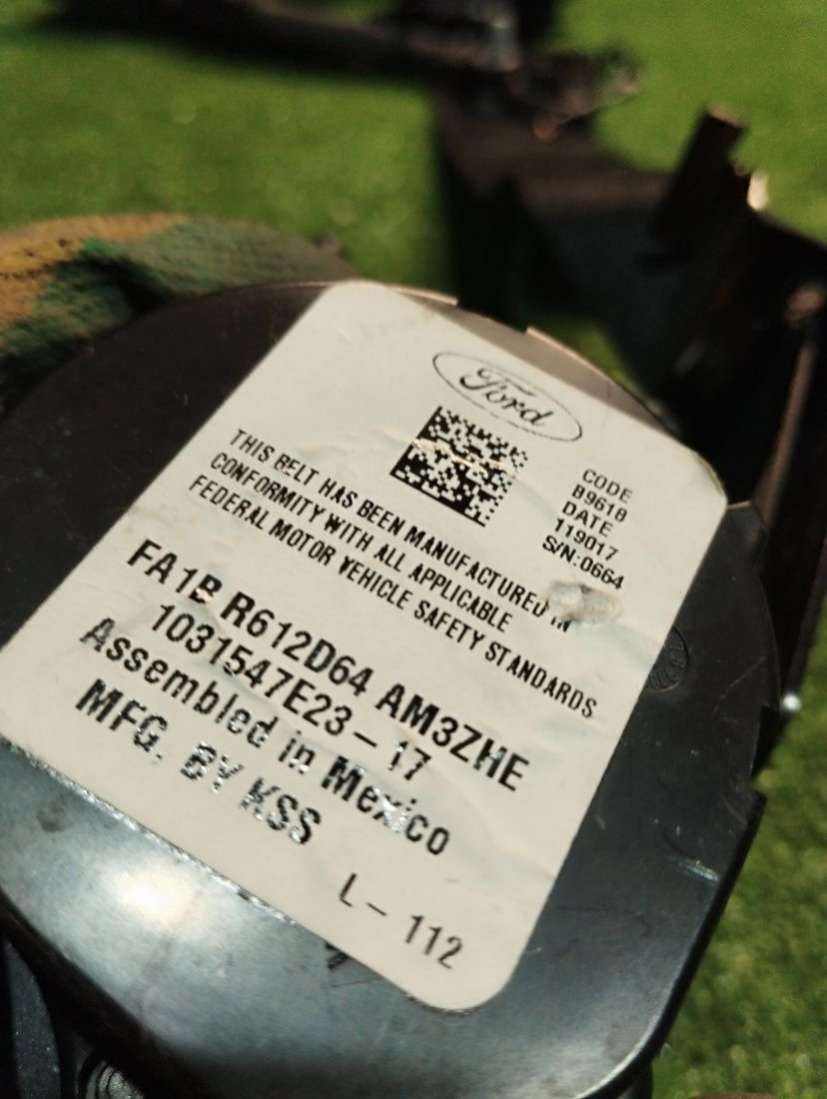 Ford
CODE
B961B
DATE
119017
S/N:0664
THIS BELT HAS BEEN MANUFACTURED IN
CONFORMITY WITH ALL APPLICABLE
FEDERAL MOTOR VEHICLE SAFETY STANDARDS
FA1B R612D64 AM3ZHE
1031547E23-17
Assembled in Mexico
MFG. BY KSS
L-112